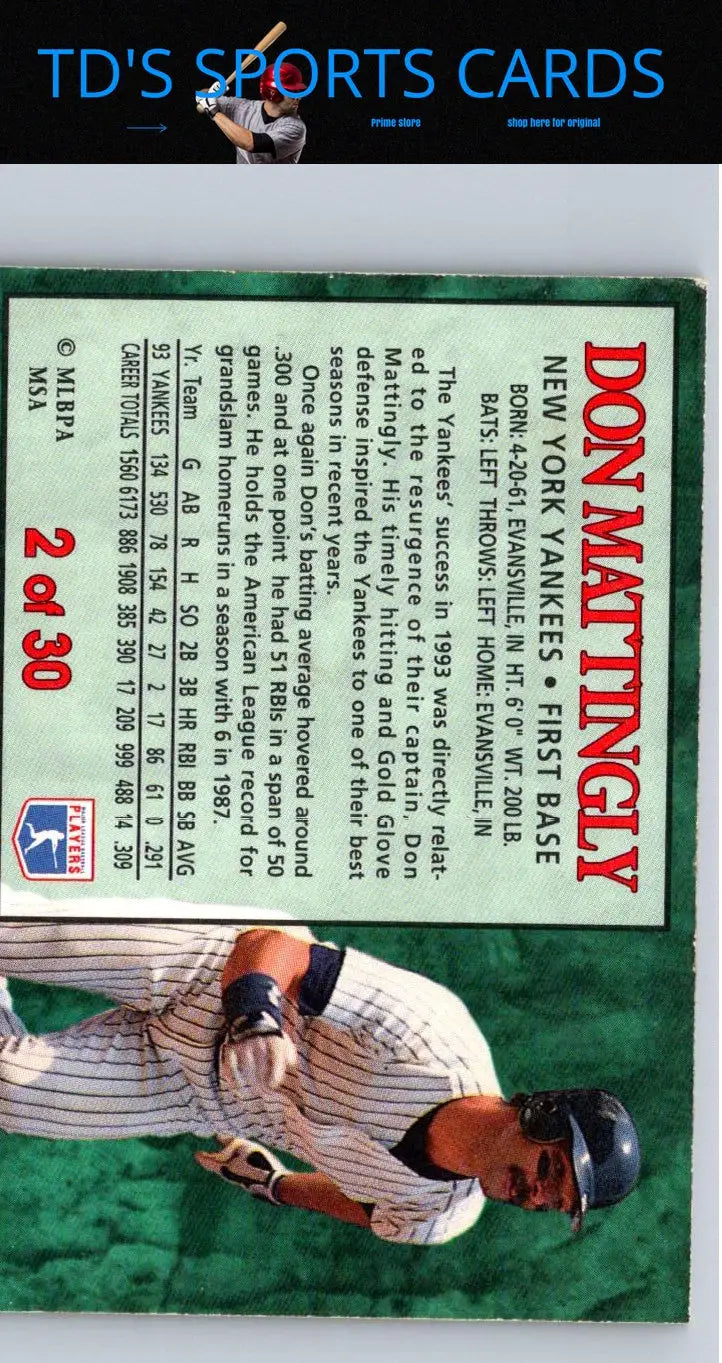 TD'S SPORTS CARDS
Prime store
shop here for original
DON MATTINGLY
NEW YORK YANKEES • FIRST BASE
BORN: 4-20-61, EVANSVILLE, IN HT. 6' 0" WT. 200 LB.
BATS: LEFT THROWS: LEFT HOME: EVANSVILLE, IN
The Yankees' success in 1993 was directly relat-
ed to the resurgence of their captain, Don
Mattingly. His timely hitting and Gold Glove
defense inspired the Yankees to one of their best
seasons in recent years.
Once again Don's batting average hovered around
.300 and at one point he had 51 RBIs in a span of 50
games. He holds the American League record for
grandslam homeruns in a season with 6 in 1987.
Yr. Team G AB R H SO 2B 3B HR RBI BB SB AVG
93 YANKEES 134 530 78 154 42 27 2 17 86 61 0 .291
CAREER TOTALS 1560 6173 886 1908 385 390 17 209 999 488 14 .309
© MLBPA
MSA
2 of 30
PLAYERS